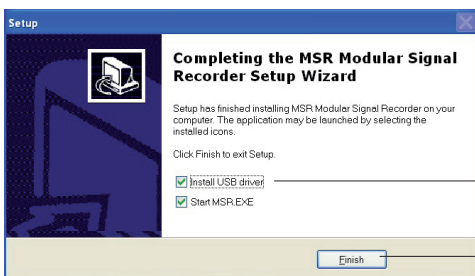 Setup
Completing the MSR Modular Signal
Recorder Setup Wizard
Setup has finished installing MSR Modular Signal Recorder on your
computer. The application may be launched by selecting the
installed icons.
Click Finish to exit Setup.
Install USB driver
Start MSR.EXE
Finish